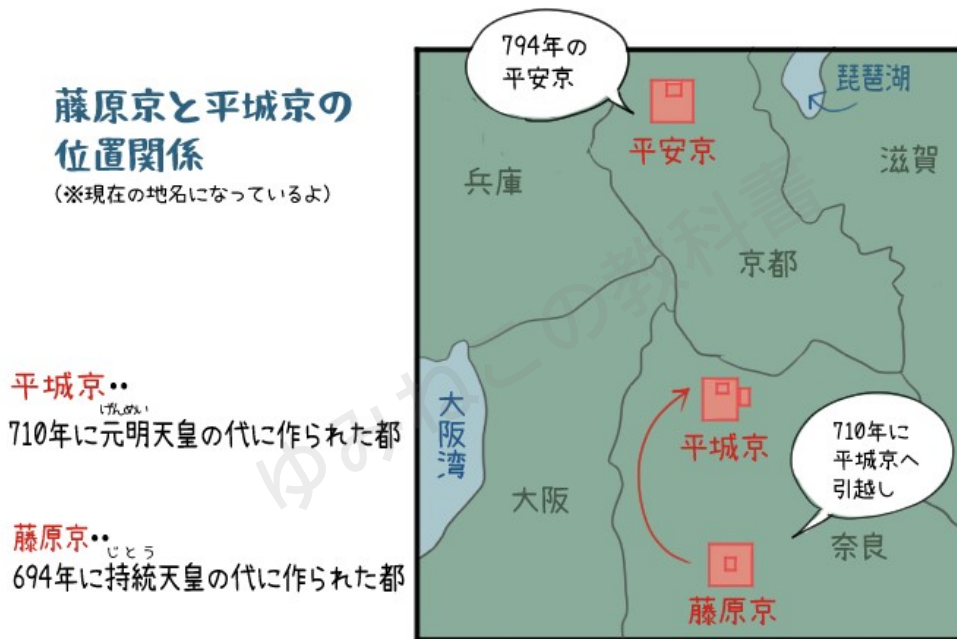 藤原京と平城京の
位置関係
(※現在の地名になっているよ)
794年の
平安京
平安京
琵琶湖
滋賀
兵庫
京都
平城京‥
げんめい
710年に元明天皇の代に作られた都
大阪湾
大阪
平城京
710年に
平城京へ
引越し
奈良
藤原京‥
じとう
694年に持統天皇の代に作られた都
藤原京
ゆみねこの教科書